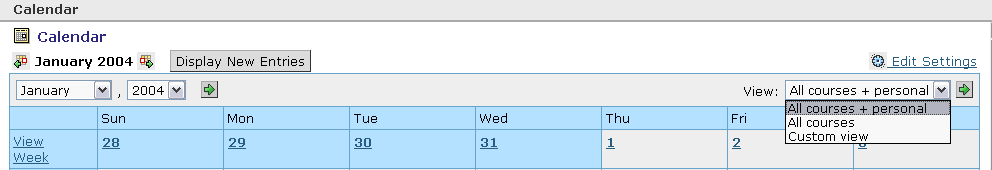 Calendar
Calendar
January 2004 Display New Entries Edit Settings
January , 2004 View: All courses + personal
All courses + personal
All courses
Custom view
Sun Mon Tue Wed Thu Fri
View Week 28 29 30 31 1 2